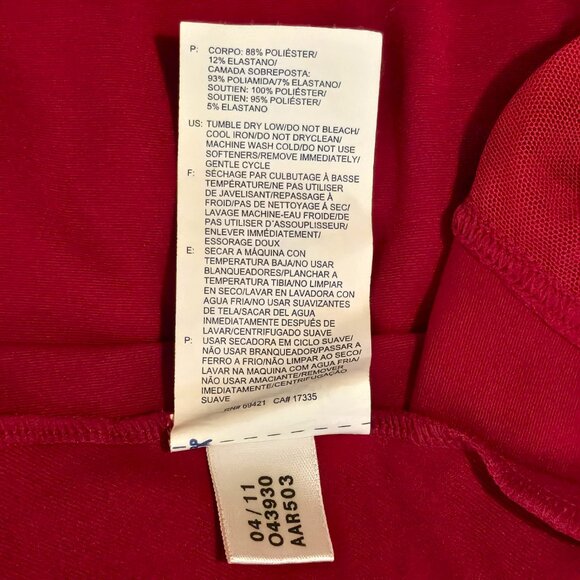 P: CORPO: 88% POLIÉSTER/
12% ELASTANO/
CAMADA SOBREPOSTA:
93% POLIAMIDA/7% ELASTANO/
SOUTIEN: 100% POLIÉSTER/
SOUTIEN: 95% POLIÉSTER/
5% ELASTANO
US: TUMBLE DRY LOW/DO NOT BLEACH/
COOL IRON/DO NOT DRYCLEAN/
MACHINE WASH COLD/DO NOT USE
SOFTENERS/REMOVE IMMEDIATELY/
GENTLE CYCLE
F: SÉCHAGE PAR CULBUTAGE À BASSE
TEMPÉRATURE/NE PAS UTILISER
DE JAVELISANT/REPASSAGE À
FROID/PAS DE NETTOYAGE À SEC/
LAVAGE MACHINE-EAU FROIDE/DE
PAS UTILISER D'ASSOUPLISSEUR/
ENLEVER IMMÉDIATEMENT/
ESSORAGE DOUX
E: SECAR A MÁQUINA CON
TEMPERATURA BAJA/NO USAR
BLANQUEADORES/PLANCHAR A
TEMPERATURA TIBIA/NO LIMPIAR
EN SECO/LAVAR EN LAVADORA CON
AGUA FRIA/NO USAR SUAVIZANTES
DE TELA/SACAR DEL AGUA
INMEDIATAMENTE DESPUÉS DE
LAVAR/CENTRIFUGADO SUAVE
P: USAR SECADORA EM CICLO SUAVE/
NÃO USAR BRANQUEADOR/PASSAR A
FERRO A FRIO/NÃO LIMPAR AO SECO/
LAVAR NA MAQUINA COM AGUA FRIA/
NÃO USAR AMACIANTE/REMOVER
IMEDIATAMENTE/CENTRIFUGAÇÃO
SUAVE
RN# 69421 CA# 17335
04/11
O43930
AAR503